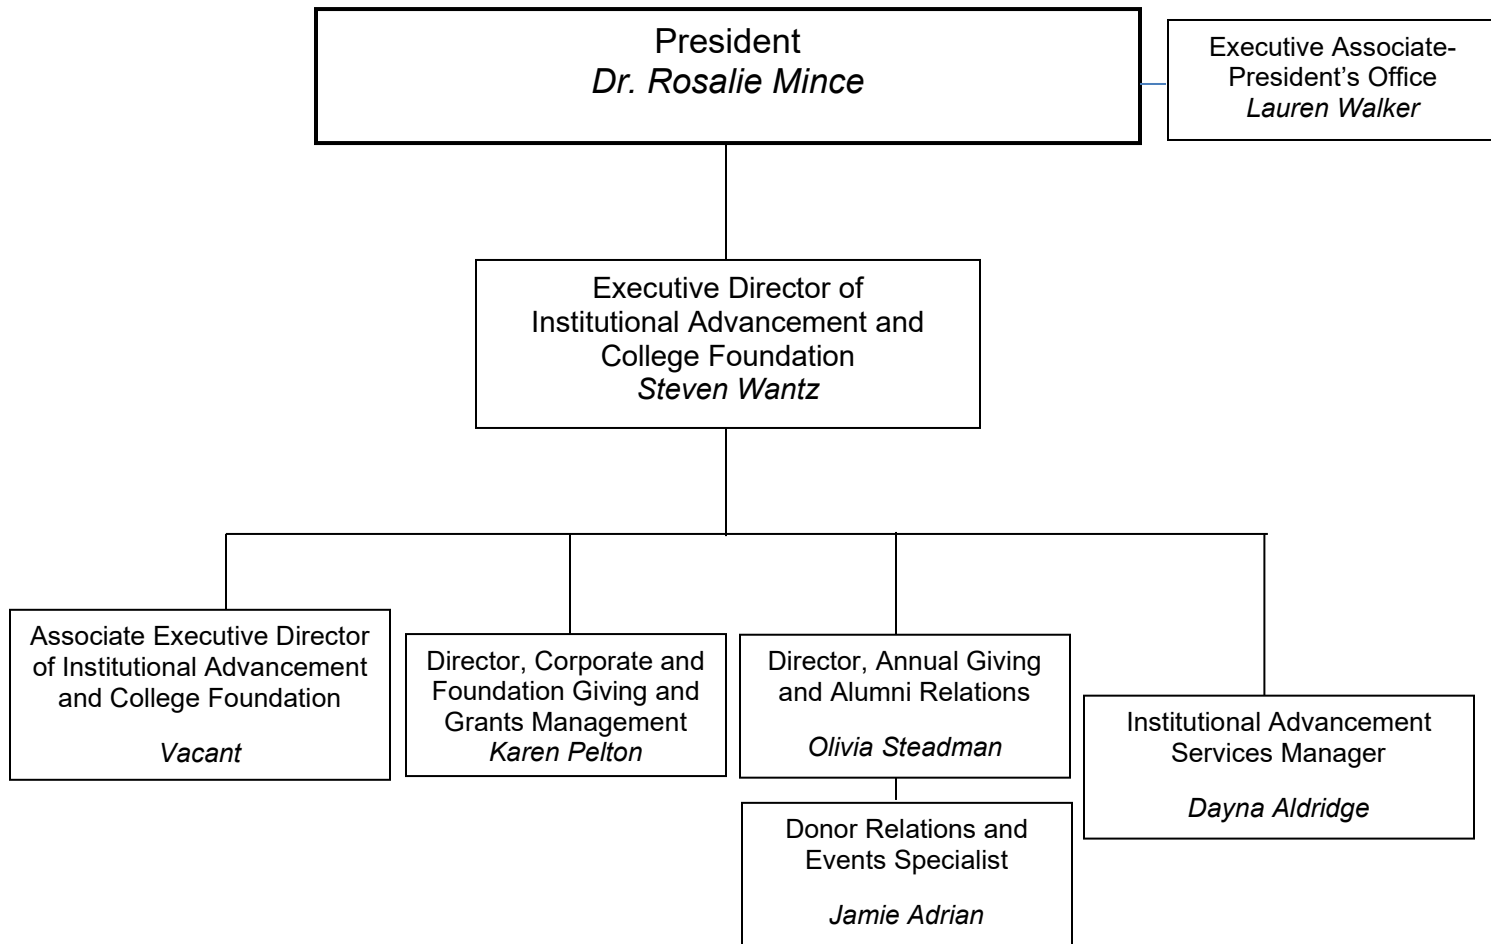 President
Dr. Rosalie Mince
Executive Associate-
President’s Office
Lauren Walker
Executive Director of
Institutional Advancement and
College Foundation
Steven Wantz
Associate Executive Director
of Institutional Advancement
and College Foundation
Vacant
Director, Corporate and
Foundation Giving and
Grants Management
Karen Pelton
Director, Annual Giving
and Alumni Relations
Olivia Steadman
Institutional Advancement
Services Manager
Dayna Aldridge
Donor Relations and
Events Specialist
Jamie Adrian